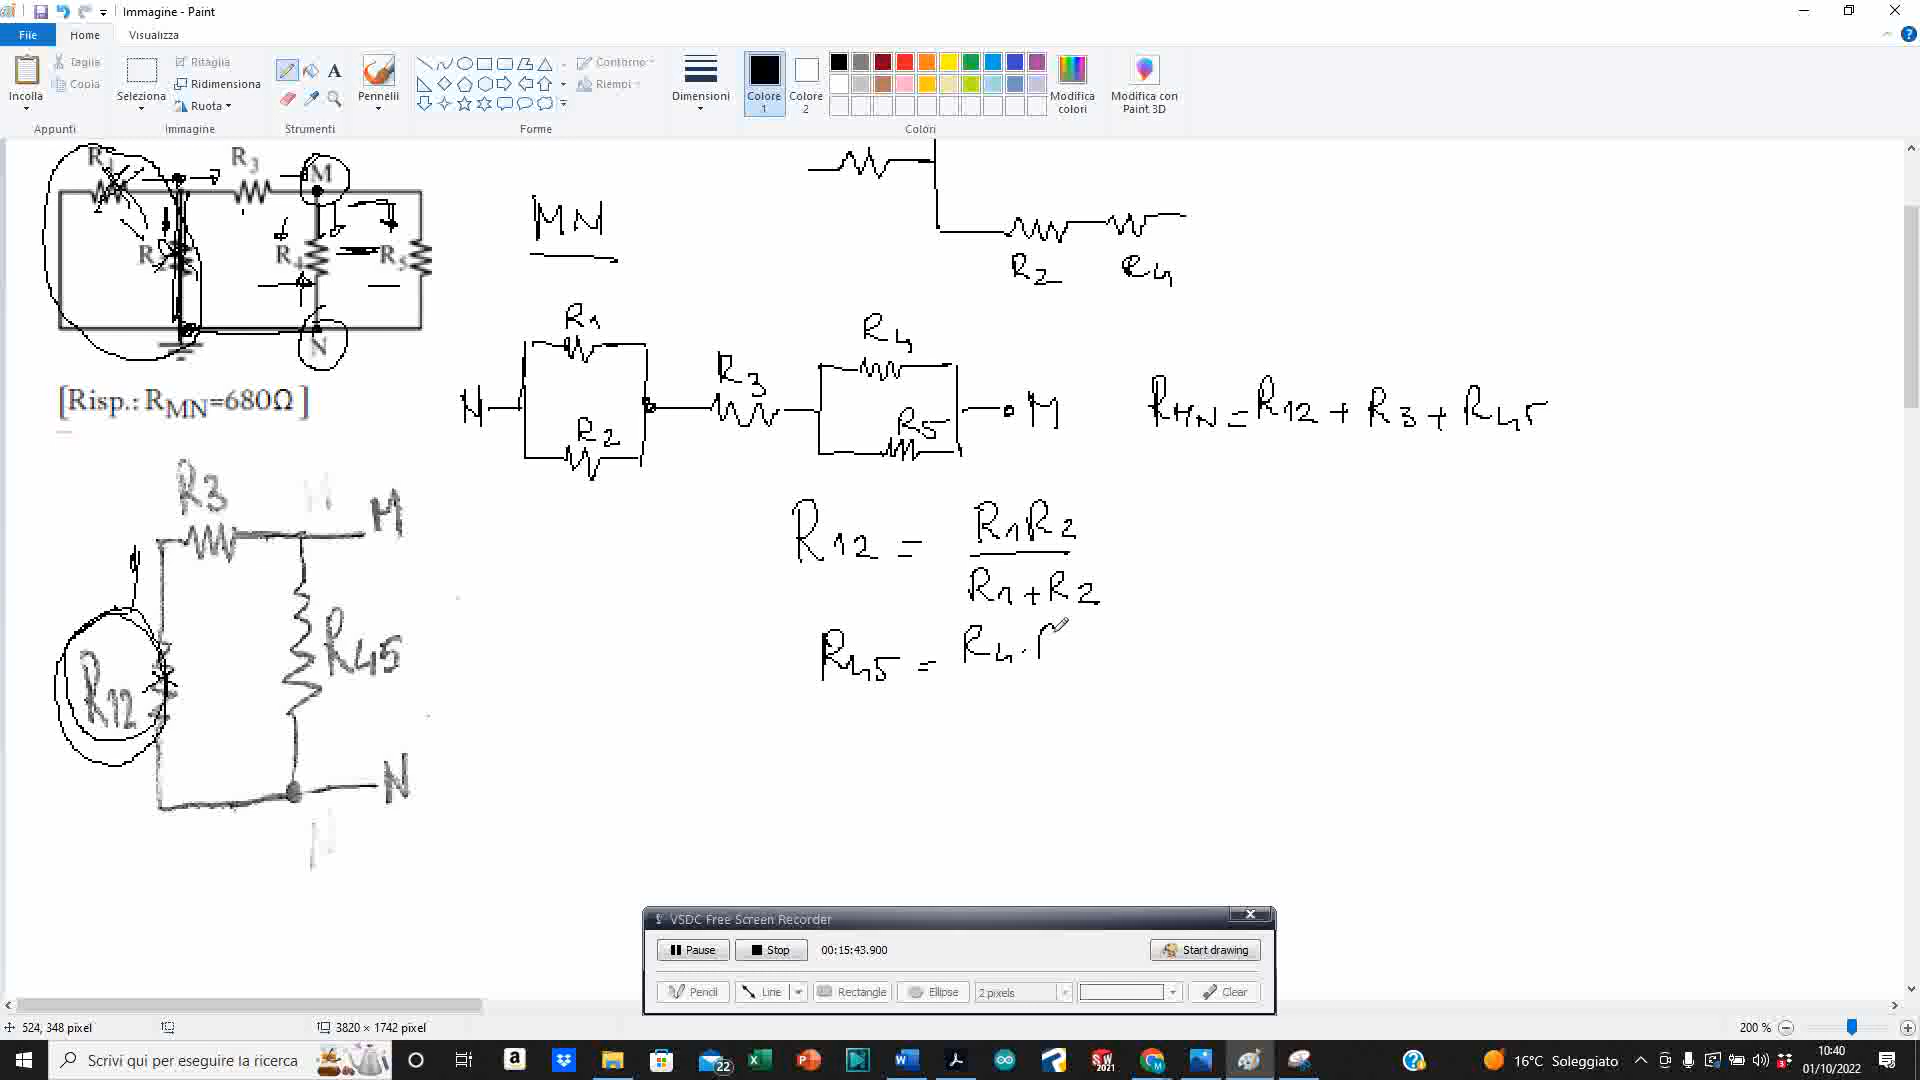 Immagine - Paint
File Home Visualizza
Incolla
Taglia
Copia
Appunti
Seleziona
Ritaglia
Ridimensiona
Ruota
Immagine
A
Strumenti
Pennelli
Contorno
Riempi
Forme
Dimensioni
Colore 1
Colore 2
Modifica colori
Colori
Modifica con Paint 3D
R1
R3
M
R2
R4
R5
N
[Risp.: RMN=680Ω]
MN
R2 R4
R1
R4
N
R3
M
R2
R5
RMN = R12 + R3 + R45
R12 = R1R2
R1+R2
R45 = R4.
R3
M
R12
R45
N
VSDC Free Screen Recorder
Pause Stop 00:15:43.900 Start drawing
Pencil Line Rectangle Ellipse 2 pixels Clear
524, 348 pixel
3820 × 1742 pixel
200 %
Scrivi qui per eseguire la ricerca
22
SW 2021
16°C Soleggiato
10:40
01/10/2022